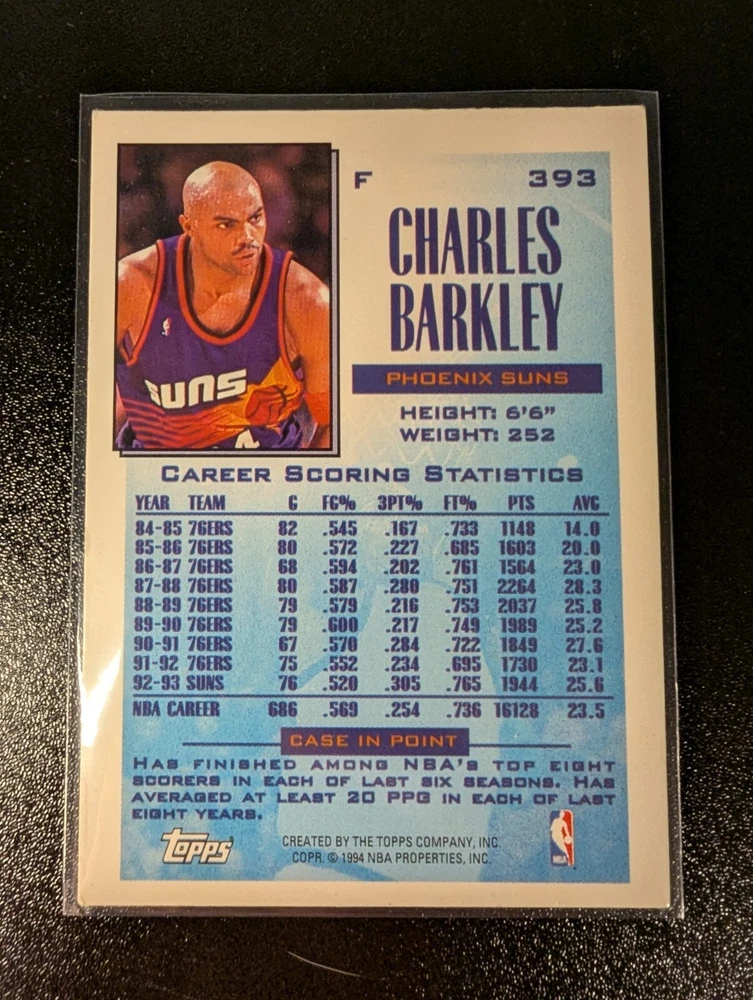 F 393
CHARLES
BARKLEY
SUNS
PHOENIX SUNS
HEIGHT: 6'6"
WEIGHT: 252
CAREER SCORING STATISTICS
YEAR TEAM G FG% 3PT% FT% PTS AVG
84-85 76ERS 82 .545 .167 .733 1148 14.0
85-86 76ERS 80 .572 .227 .685 1603 20.0
86-87 76ERS 68 .594 .202 .761 1564 23.0
87-88 76ERS 80 .587 .280 .751 2264 28.3
88-89 76ERS 79 .579 .216 .753 2037 25.8
89-90 76ERS 79 .600 .217 .749 1989 25.2
90-91 76ERS 67 .570 .284 .722 1849 27.6
91-92 76ERS 75 .552 .234 .695 1730 23.1
92-93 SUNS 76 .520 .305 .765 1944 25.6
NBA CAREER 686 .569 .254 .736 16128 23.5
CASE IN POINT
HAS FINISHED AMONG NBA'S TOP EIGHT
SCORERS IN EACH OF LAST SIX SEASONS. HAS
AVERAGED AT LEAST 20 PPG IN EACH OF LAST
EIGHT YEARS.
topps
CREATED BY THE TOPPS COMPANY, INC.
COPR. © 1994 NBA PROPERTIES, INC.
NBA